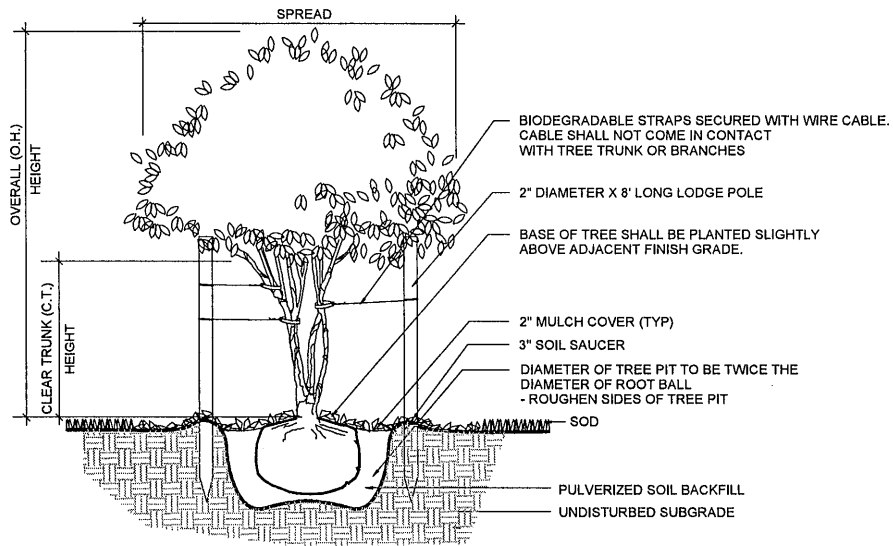 SPREAD
OVERALL (O.H.)
HEIGHT
CLEAR TRUNK (C.T.)
HEIGHT
BIODEGRADABLE STRAPS SECURED WITH WIRE CABLE.
CABLE SHALL NOT COME IN CONTACT
WITH TREE TRUNK OR BRANCHES
2" DIAMETER X 8' LONG LODGE POLE
BASE OF TREE SHALL BE PLANTED SLIGHTLY
ABOVE ADJACENT FINISH GRADE.
2" MULCH COVER (TYP)
3" SOIL SAUCER
DIAMETER OF TREE PIT TO BE TWICE THE
DIAMETER OF ROOT BALL
- ROUGHEN SIDES OF TREE PIT
SOD
PULVERIZED SOIL BACKFILL
UNDISTURBED SUBGRADE